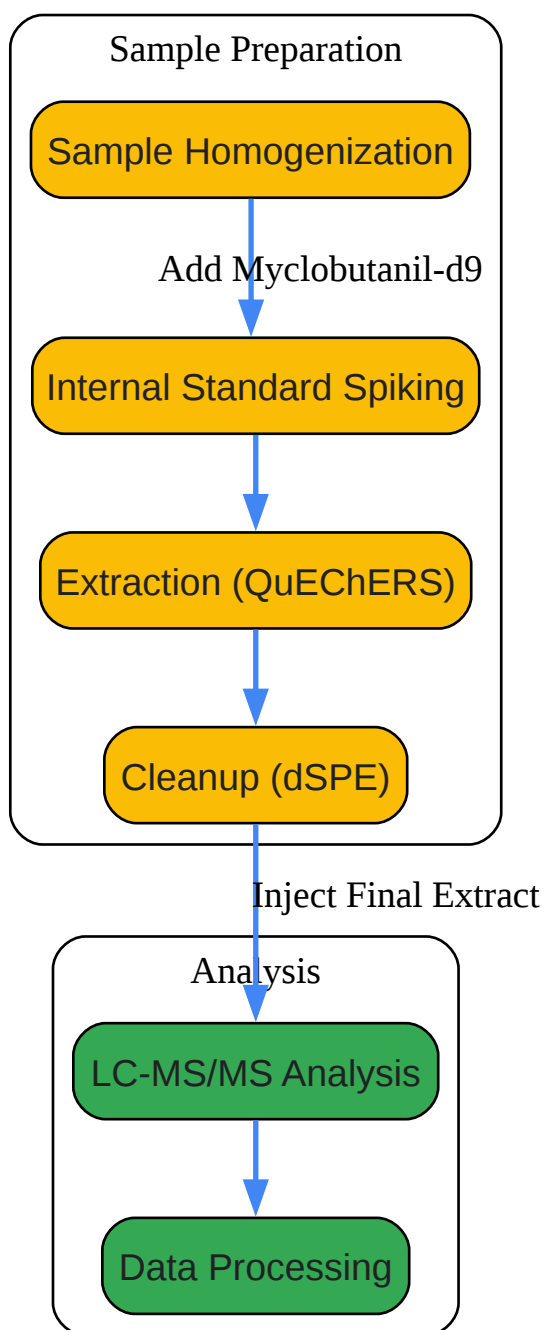 Sample Preparation
Sample Homogenization
Add Myclobutanil-d9
Internal Standard Spiking
Extraction (QuEChERS)
Cleanup (dSPE)
Inject Final Extract
Analysis
LC-MS/MS Analysis
Data Processing